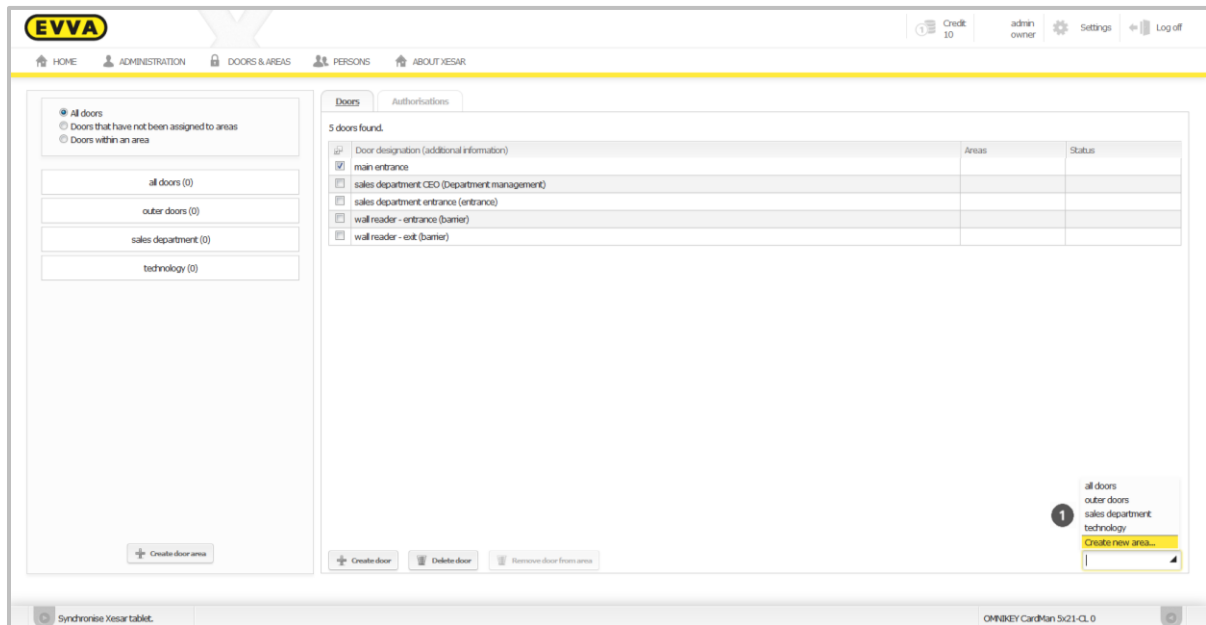 EVVA
Credit
10
admin
owner
Settings
Log off
HOME
ADMINISTRATION
DOORS & AREAS
PERSONS
ABOUT XESAR
All doors
Doors that have not been assigned to areas
Doors within an area
all doors (0)
outer doors (0)
sales department (0)
technology (0)
Create door area
Doors
Authorisations
5 doors found.
Door designation (additional information)
Areas
Status
main entrance
sales department CEO (Department management)
sales department entrance (entrance)
wall reader - entrance (barrier)
wall reader - exit (barrier)
1
all doors
outer doors
sales department
technology
Create new area...
Create door
Delete door
Remove door from area
Synchronise Xesar tablet.
OMNIKEY CardMan 5x21-CL 0